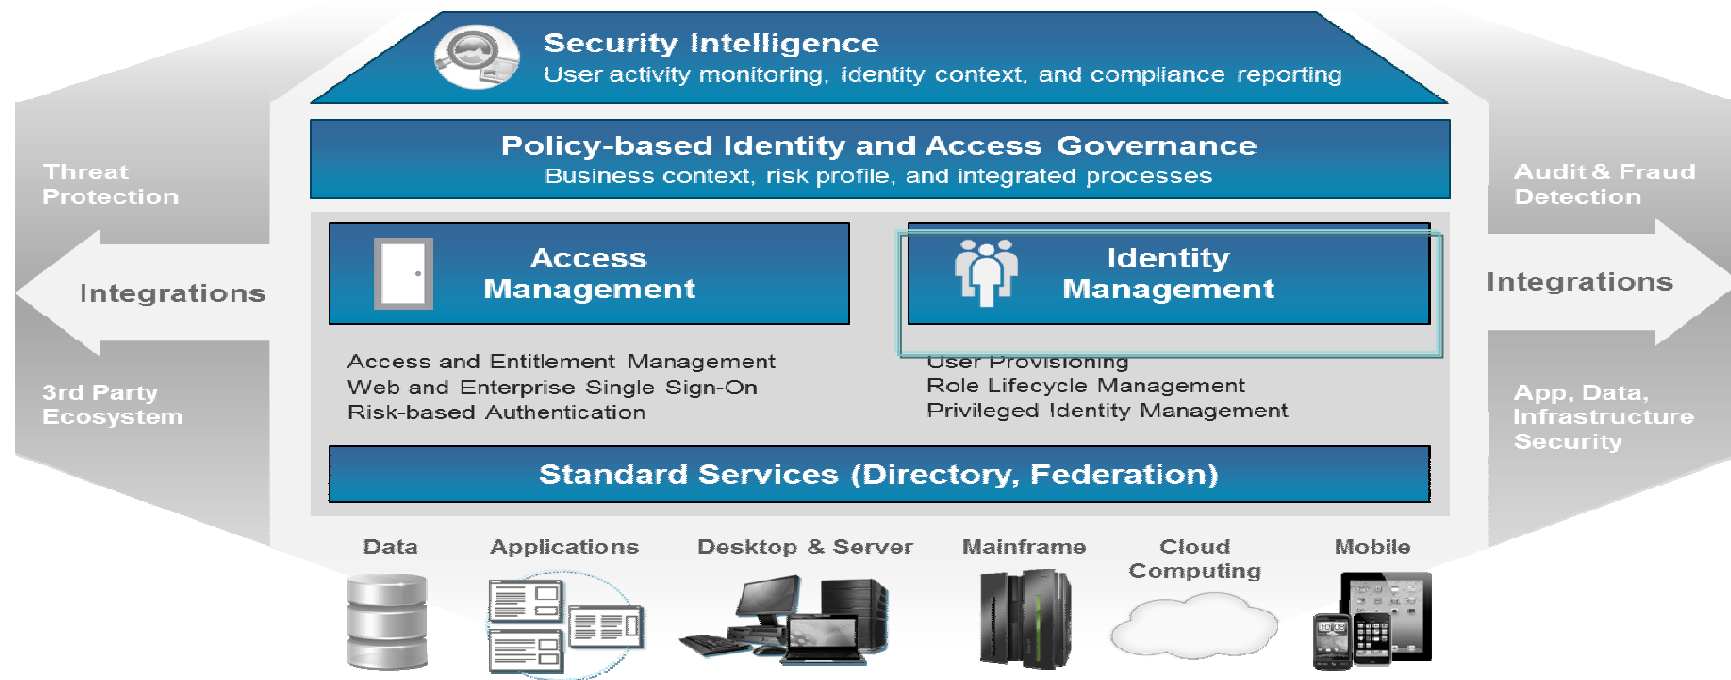 Security Intelligence
User activity monitoring, identity context, and compliance reporting
Policy-based Identity and Access Governance
Business context, risk profile, and integrated processes
Threat
Protection
Integrations
3rd Party
Ecosystem
Access
Management
Access and Entitlement Management
Web and Enterprise Single Sign-On
Risk-based Authentication
Identity
Management
User Provisioning
Role Lifecycle Management
Privileged Identity Management
Audit & Fraud
Detection
Integrations
App, Data,
Infrastructure
Security
Standard Services (Directory, Federation)
Data
Applications
Desktop & Server
Mainframe
Cloud
Computing
Mobile